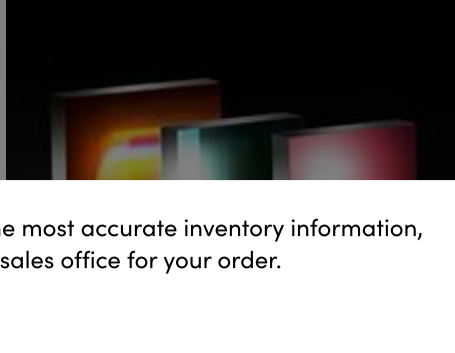 e most accurate inventory information,
sales office for your order.